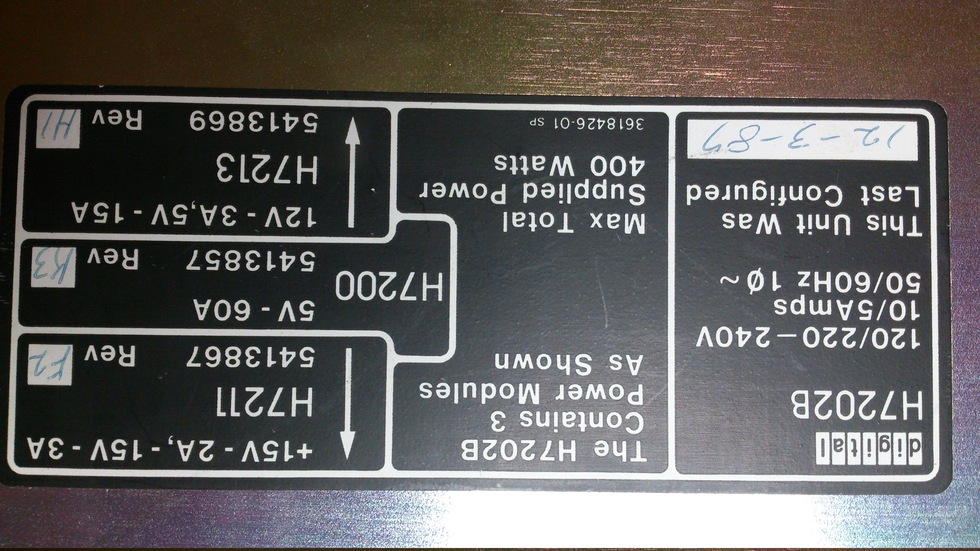 digital
H7202B
120/220-240V
10/5Amps
50/60Hz 1Ø ~
This Unit Was
Last Configured
12-3-87
The H7202B
Contains 3
Power Modules
As Shown
Max Total
Supplied Power
400 Watts
3618426-01 SP
+15V - 2A, -15V - 3A
H7211
5413867 Rev F2
H7200
5V - 60A
5413857 Rev K3
12V - 3A,5V - 15A
H7213
5413869 Rev H1